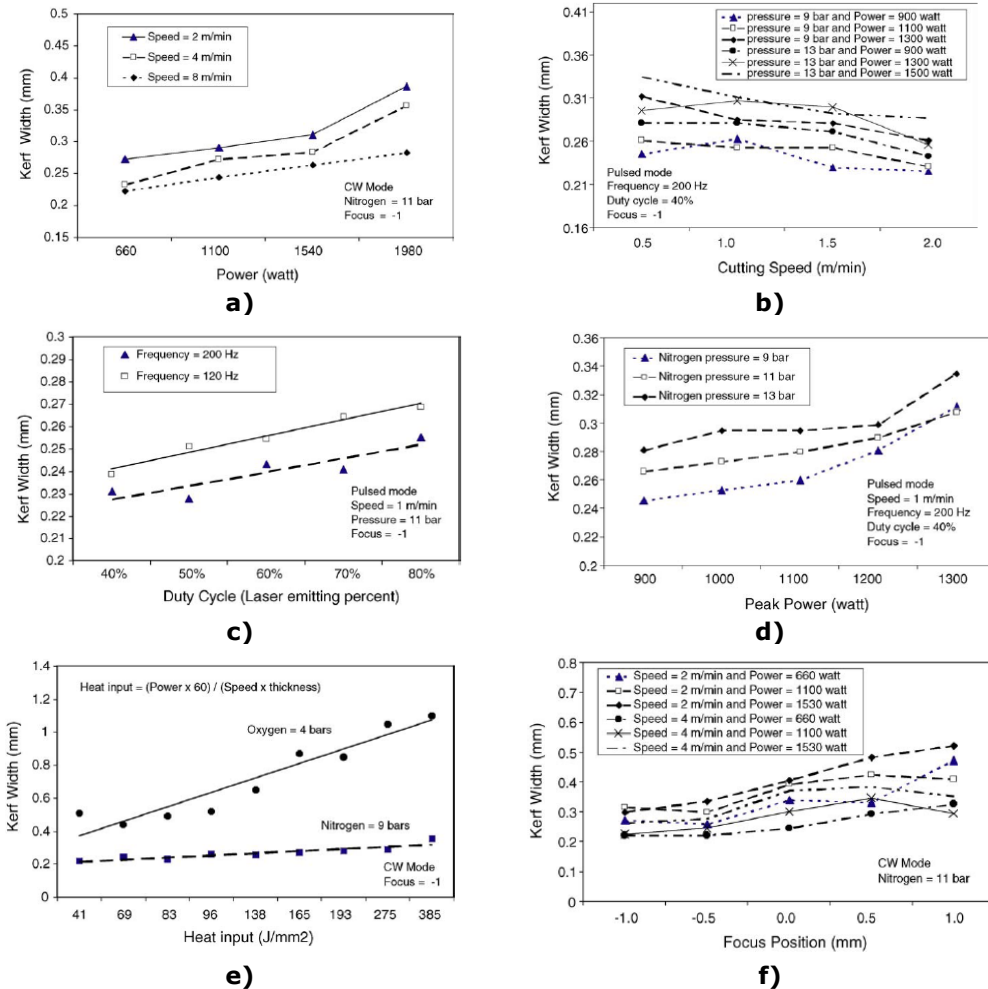 0.5
0.45
0.4
0.35
0.3
0.25
0.2
0.15
Kerf Width (mm)
Speed = 2 m/min
Speed = 4 m/min
Speed = 8 m/min
CW Mode
Nitrogen = 11 bar
Focus = -1
660 1100 1540 1980
Power (watt)
a)
0.41
0.36
0.31
0.26
0.21
0.16
Kerf Width (mm)
pressure = 9 bar and Power = 900 watt
pressure = 9 bar and Power = 1100 watt
pressure = 9 bar and Power = 1300 watt
pressure = 13 bar and Power = 900 watt
pressure = 13 bar and Power = 1300 watt
pressure = 13 bar and Power = 1500 watt
Pulsed mode
Frequency = 200 Hz
Duty cycle = 40%
Focus = -1
0.5 1.0 1.5 2.0
Cutting Speed (m/min)
b)
0.3
0.29
0.28
0.27
0.26
0.25
0.24
0.23
0.22
0.21
0.2
Kerf Width (mm)
Frequency = 200 Hz
Frequency = 120 Hz
Pulsed mode
Speed = 1 m/min
Pressure = 11 bar
Focus = -1
40% 50% 60% 70% 80%
Duty Cycle (Laser emitting percent)
c)
0.36
0.34
0.32
0.3
0.28
0.26
0.24
0.22
0.2
Kerf Width (mm)
Nitrogen pressure = 9 bar
Nitrogen pressure = 11 bar
Nitrogen pressure = 13 bar
Pulsed mode
Speed = 1 m/min
Frequency = 200 Hz
Duty cycle = 40%
Focus = -1
900 1000 1100 1200 1300
Peak Power (watt)
d)
1.4
1.2
1
0.8
0.6
0.4
0.2
0
Kerf Width (mm)
Heat input = (Power x 60) / (Speed x thickness)
Oxygen = 4 bars
Nitrogen = 9 bars
CW Mode
Focus = -1
41 69 83 96 138 165 193 275 385
Heat input (J/mm2)
e)
0.8
0.7
0.6
0.5
0.4
0.3
0.2
0.1
0
Kerf Width (mm)
Speed = 2 m/min and Power = 660 watt
Speed = 2 m/min and Power = 1100 watt
Speed = 2 m/min and Power = 1530 watt
Speed = 4 m/min and Power = 660 watt
Speed = 4 m/min and Power = 1100 watt
Speed = 4 m/min and Power = 1530 watt
CW Mode
Nitrogen = 11 bar
-1.0 -0.5 0.0 0.5 1.0
Focus Position (mm)
f)